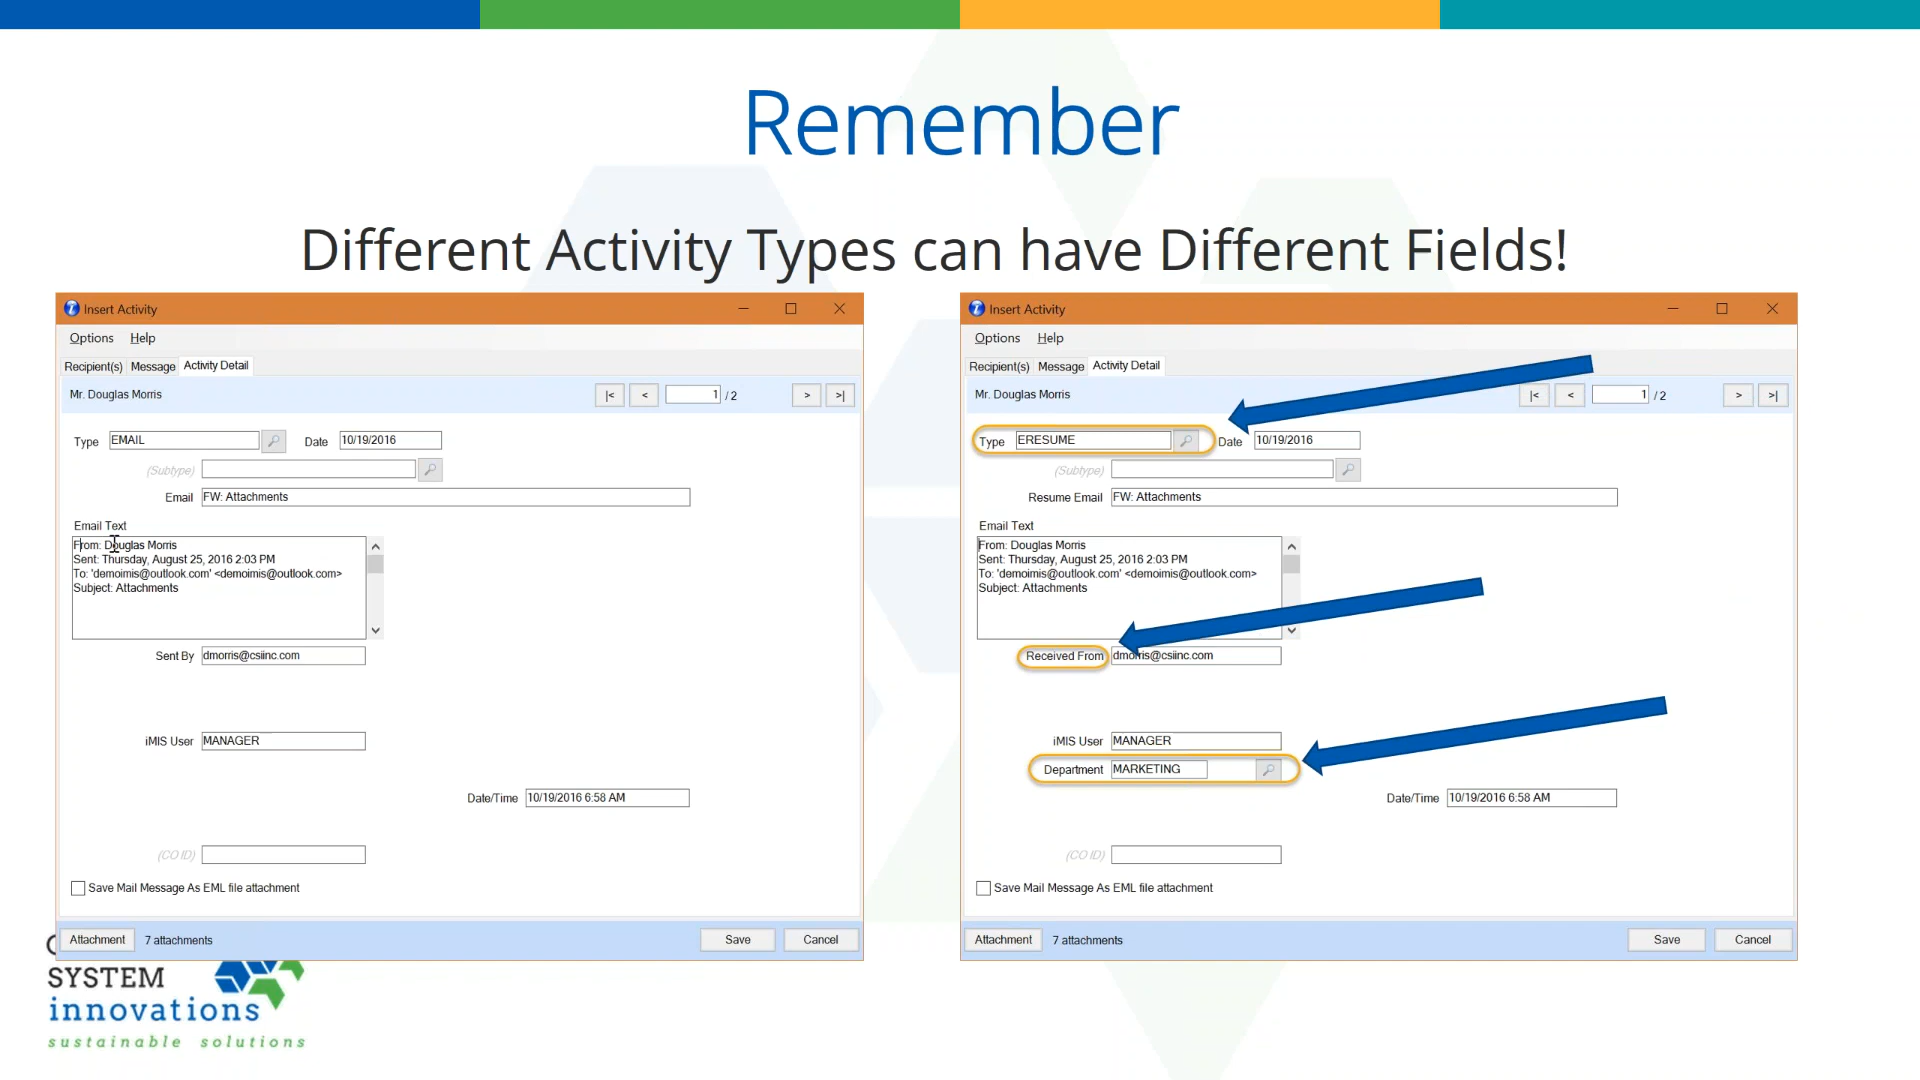 Remember
Different Activity Types can have Different Fields!
Insert Activity
Options Help
Recipient(s) Message Activity Detail
Mr. Douglas Morris |< < 1 / 2 > >|
Type EMAIL Date 10/19/2016
(Subtype)
Email FW: Attachments
Email Text
From: Douglas Morris
Sent: Thursday, August 25, 2016 2:03 PM
To: 'demoimis@outlook.com' <demoimis@outlook.com>
Subject: Attachments
Sent By dmorris@csiinc.com
iMIS User MANAGER
Date/Time 10/19/2016 6:58 AM
(CO ID)
Save Mail Message As EML file attachment
Attachment 7 attachments Save Cancel
Insert Activity
Options Help
Recipient(s) Message Activity Detail
Mr. Douglas Morris |< < 1 / 2 > >|
Type ERESUME Date 10/19/2016
(Subtype)
Resume Email FW: Attachments
Email Text
From: Douglas Morris
Sent: Thursday, August 25, 2016 2:03 PM
To: 'demoimis@outlook.com' <demoimis@outlook.com>
Subject: Attachments
Received From dmorris@csiinc.com
iMIS User MANAGER
Department MARKETING
Date/Time 10/19/2016 6:58 AM
(CO ID)
Save Mail Message As EML file attachment
Attachment 7 attachments Save Cancel
SYSTEM
innovations
sustainable solutions